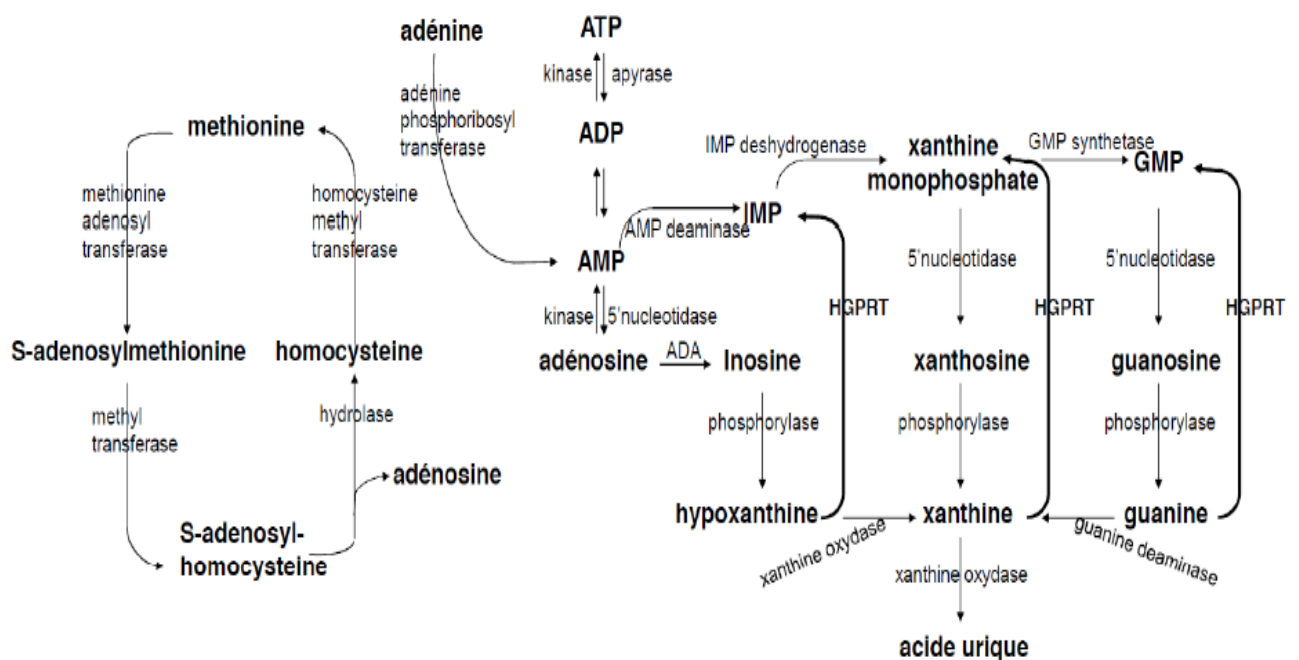 adénine
ATP
kinase
apyrase
adénine
phosphoribosyl
transferase
ADP
methionine
IMP deshydrogenase
xanthine
monophosphate
GMP synthetase
GMP
methionine
adenosyl
transferase
homocysteine
methyl
transferase
IMP
AMP deaminase
AMP
5'nucleotidase
5'nucleotidase
kinase
5'nucleotidase
HGPRT
HGPRT
HGPRT
S-adenosylmethionine
homocysteine
adénosine
ADA
Inosine
xanthosine
guanosine
methyl
transferase
hydrolase
phosphorylase
phosphorylase
phosphorylase
adénosine
S-adenosyl-
homocysteine
hypoxanthine
xanthine
guanine
xanthine oxydase
guanine deaminase
xanthine oxydase
acide urique